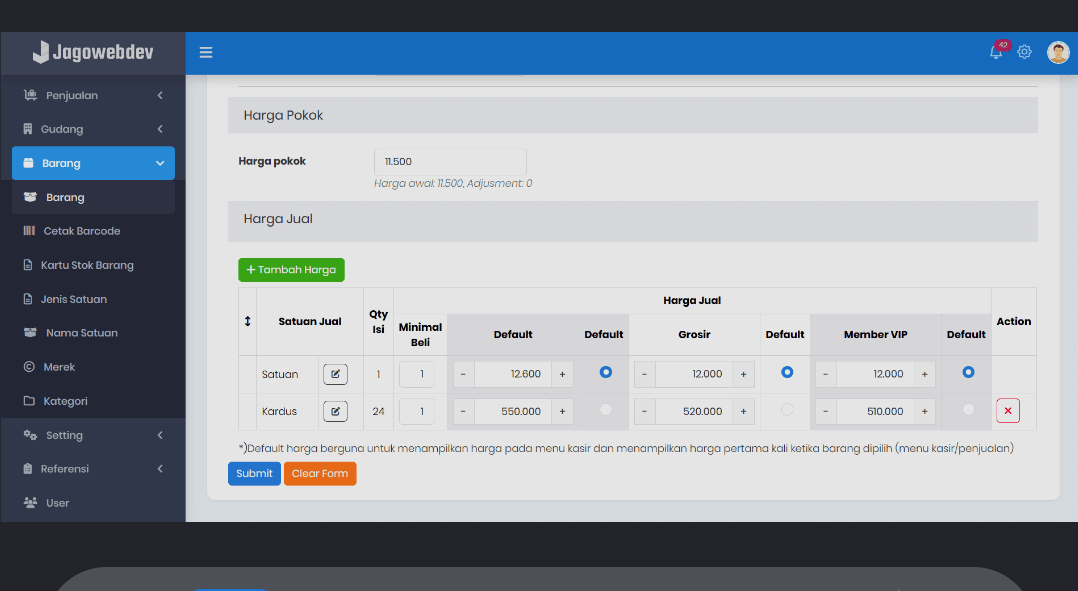 Jagowebdev
42
Penjualan
Gudang
Barang
Barang
Cetak Barcode
Kartu Stok Barang
Jenis Satuan
Nama Satuan
Merek
Kategori
Setting
Referensi
User
Harga Pokok
Harga pokok
11.500
Harga awal: 11.500, Adjusment: 0
Harga Jual
+ Tambah Harga
Satuan Jual
Qty Isi
Harga Jual
Action
Minimal Beli
Default
Default
Grosir
Default
Member VIP
Default
Satuan 1 1 - 12.600 + - 12.000 + - 12.000 +
Kardus 24 1 - 550.000 + - 520.000 + - 510.000 + ×
*)Default harga berguna untuk menampilkan harga pada menu kasir dan menampilkan harga pertama kali ketika barang dipilih (menu kasir/penjualan)
Submit
Clear Form